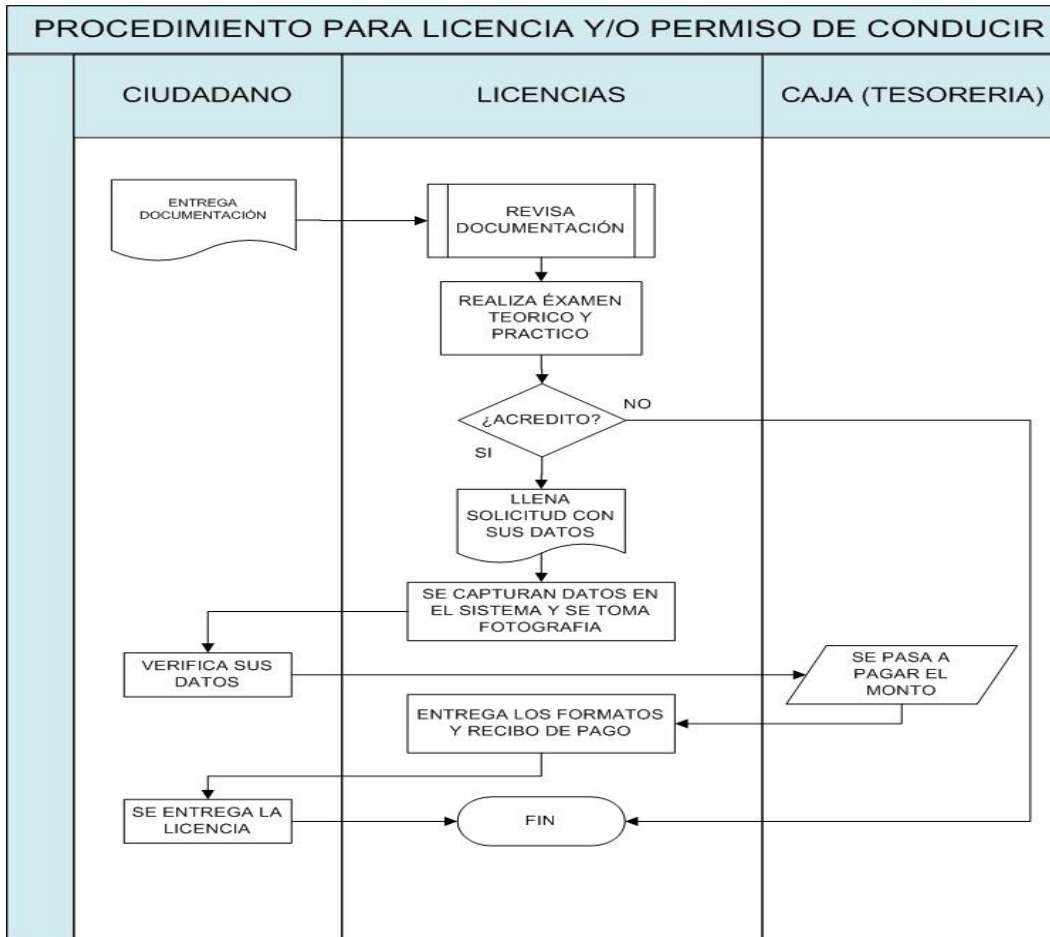 PROCEDIMIENTO PARA LICENCIA Y/O PERMISO DE CONDUCIR
CIUDADANO
LICENCIAS
CAJA (TESORERIA)
ENTREGA
DOCUMENTACIÓN
REVISA
DOCUMENTACIÓN
REALIZA ÉXAMEN
TEORICO Y
PRACTICO
¿ACREDITO?
NO
SI
LLENA
SOLICITUD CON
SUS DATOS
SE CAPTURAN DATOS EN
EL SISTEMA Y SE TOMA
FOTOGRAFIA
VERIFICA SUS
DATOS
SE PASA A
PAGAR EL
MONTO
ENTREGA LOS FORMATOS
Y RECIBO DE PAGO
SE ENTREGA LA
LICENCIA
FIN